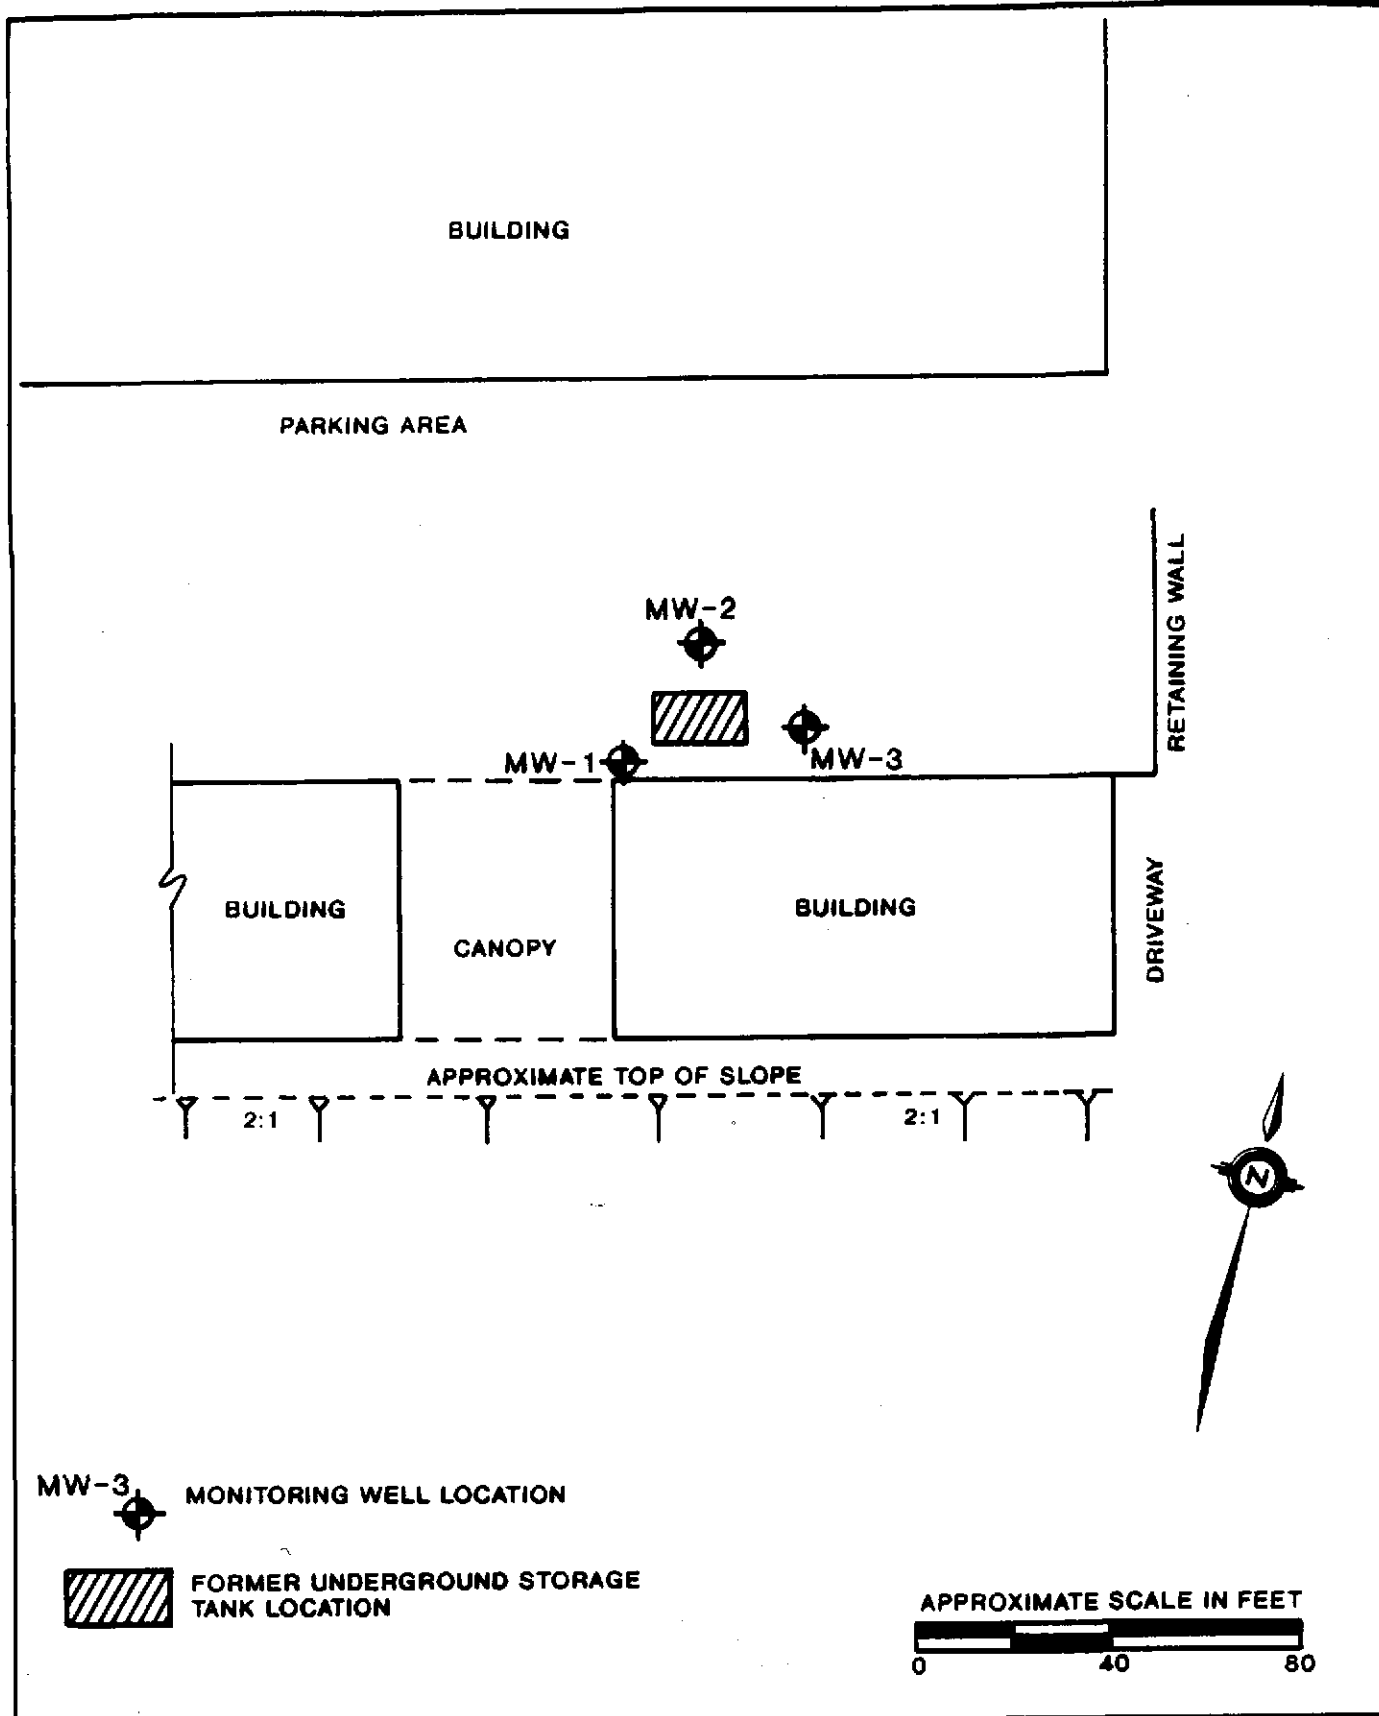 BUILDING
PARKING AREA
RETAINING WALL
MW-2
MW-1
MW-3
BUILDING
CANOPY
BUILDING
DRIVEWAY
APPROXIMATE TOP OF SLOPE
2:1
2:1
N
MW-3
MONITORING WELL LOCATION
FORMER UNDERGROUND STORAGE
TANK LOCATION
APPROXIMATE SCALE IN FEET
0 40 80